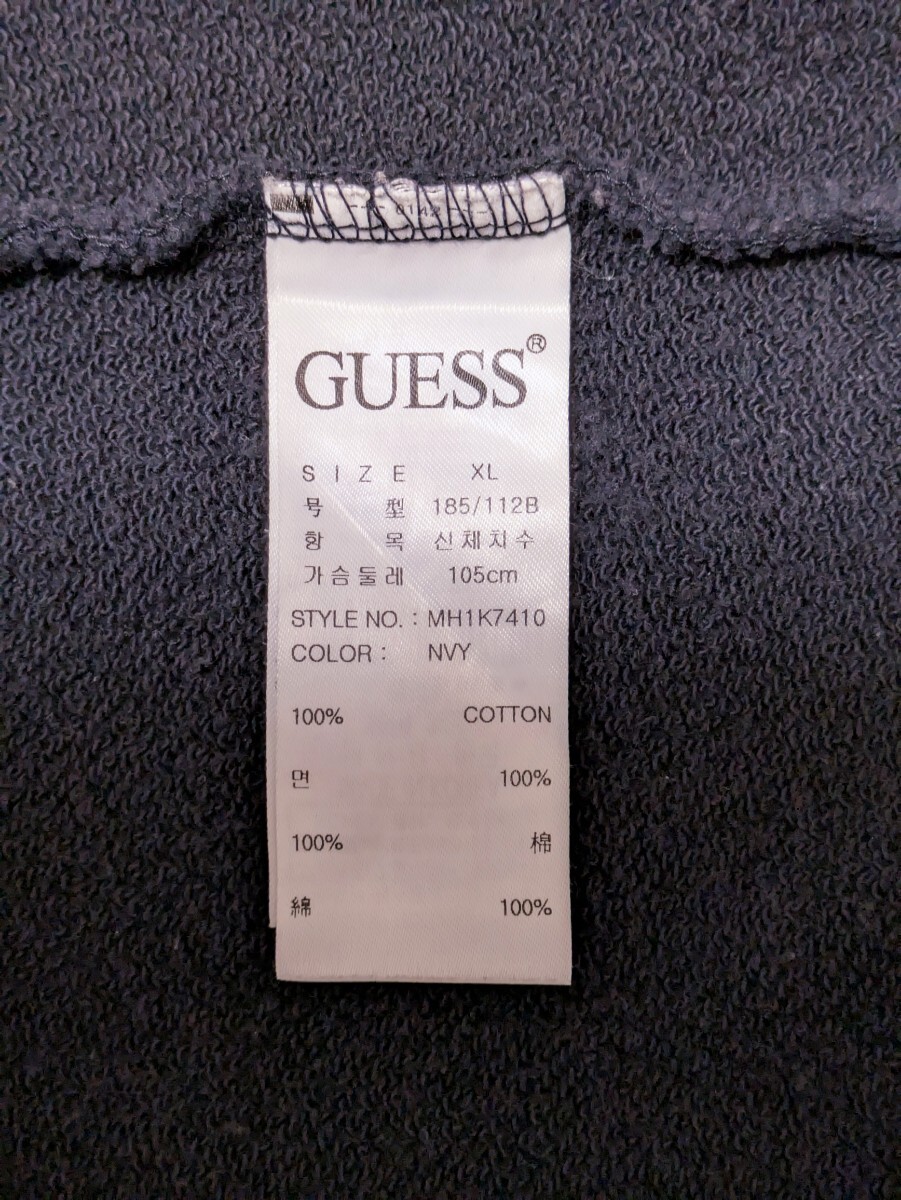 GUESS®
SIZE XL
号型 185/112B
항목 신체치수
가슴둘레 105cm
STYLE NO. : MH1K7410
COLOR : NVY
100% COTTON
면 100%
100% 棉
綿 100%